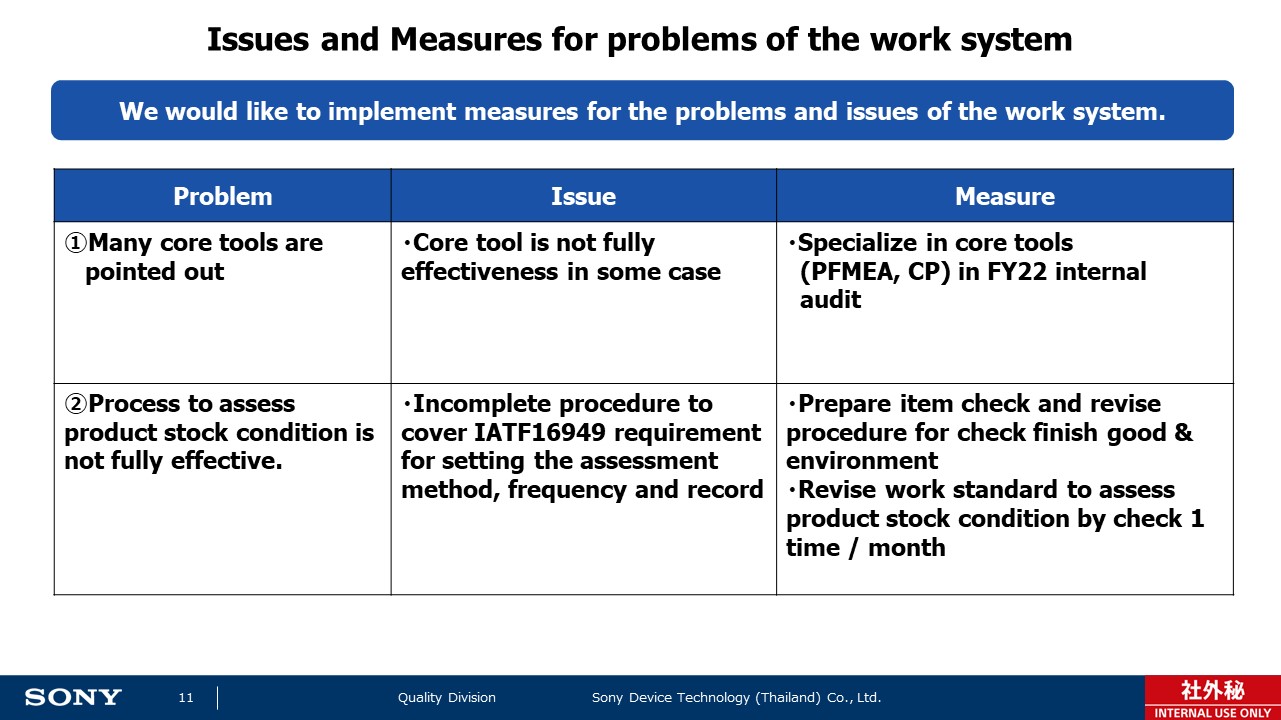 Issues and Measures for problems of the work system
We would like to implement measures for the problems and issues of the work system.
Problem
Issue
Measure
①Many core tools are
pointed out
・Core tool is not fully
effectiveness in some case
・Specialize in core tools
(PFMEA, CP) in FY22 internal
audit
②Process to assess
product stock condition is
not fully effective.
・Incomplete procedure to
cover IATF16949 requirement
for setting the assessment
method, frequency and record
・Prepare item check and revise
procedure for check finish good &
environment
・Revise work standard to assess
product stock condition by check 1
time / month
SONY
11
Quality Division
Sony Device Technology (Thailand) Co., Ltd.
社外秘
INTERNAL USE ONLY